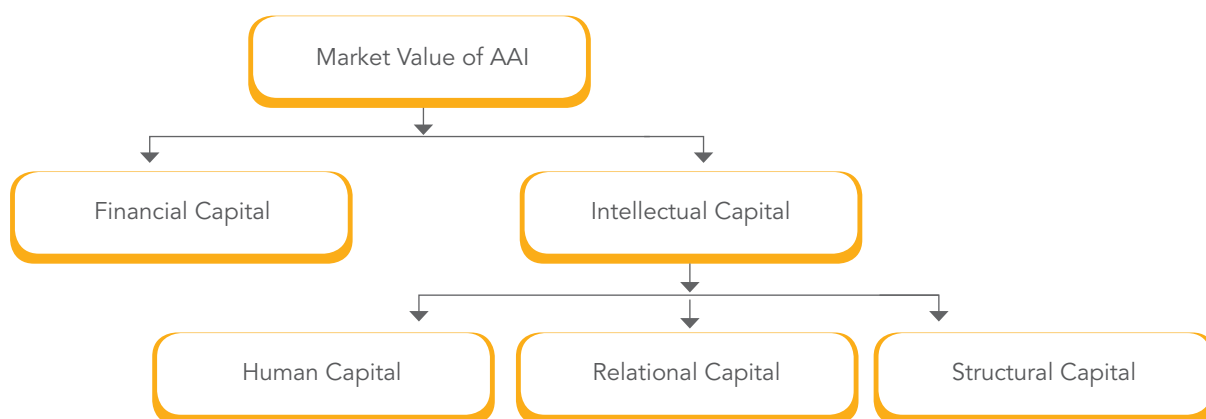 Market Value of AAI
Financial Capital
Intellectual Capital
Human Capital
Relational Capital
Structural Capital